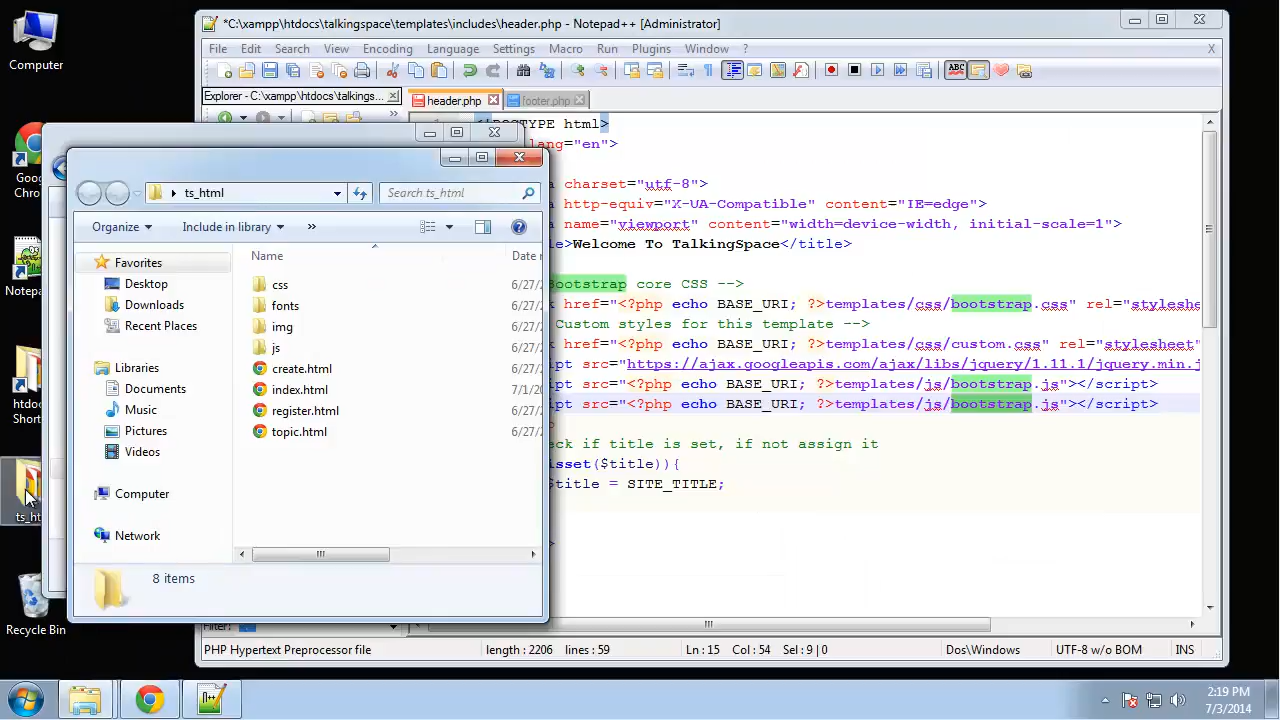 Computer
Goog
Chro
Notepa
htdoc
Short
ts_ht
Recycle Bin
*C:\xampp\htdocs\talkingspace\templates\includes\header.php - Notepad++ [Administrator]
File Edit Search View Encoding Language Settings Macro Run Plugins Window ? X
Explorer - C:\xampp\htdocs\talkings...
header.php footer.php
1 <!DOCTYPE html>
lang="en">
a charset="utf-8">
a http-equiv="X-UA-Compatible" content="IE=edge">
a name="viewport" content="width=device-width, initial-scale=1">
le>Welcome To TalkingSpace</title>
Bootstrap core CSS -->
k href="<?php echo BASE_URI; ?>templates/css/bootstrap.css" rel="styleshe
Custom styles for this template -->
k href="<?php echo BASE_URI; ?>templates/css/custom.css" rel="stylesheet"
ipt src="https://ajax.googleapis.com/ajax/libs/jquery/1.11.1/jquery.min.j
ipt src="<?php echo BASE_URI; ?>templates/js/bootstrap.js"></script>
ipt src="<?php echo BASE_URI; ?>templates/js/bootstrap.js"></script>
eck if title is set, if not assign it
isset($title)){
$title = SITE_TITLE;
>
ts_html
Search ts_html
Organize Include in library »
Favorites
Desktop
Downloads
Recent Places
Libraries
Documents
Music
Pictures
Videos
Computer
Network
Name Date r
css 6/27/
fonts 6/27/
img 6/27/
js 6/27/
create.html 6/27/
index.html 7/1/20
register.html 6/27/
topic.html 6/27/
8 items
Filter:
PHP Hypertext Preprocessor file length : 2206 lines : 59 Ln : 15 Col : 54 Sel : 9 | 0 Dos\Windows UTF-8 w/o BOM INS
2:19 PM
7/3/2014